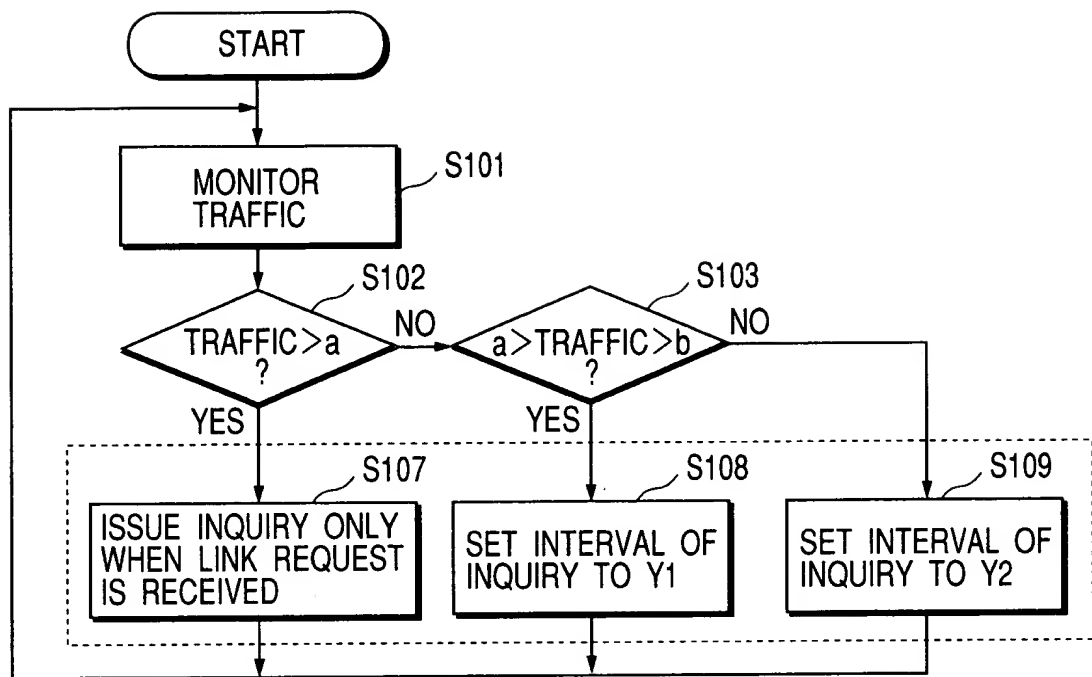 START
MONITOR
TRAFFIC
S101
TRAFFIC>a
?
S102
NO
YES
a>TRAFFIC>b
?
S103
NO
YES
ISSUE INQUIRY ONLY
WHEN LINK REQUEST
IS RECEIVED
S107
SET INTERVAL OF
INQUIRY TO Y1
S108
SET INTERVAL OF
INQUIRY TO Y2
S109